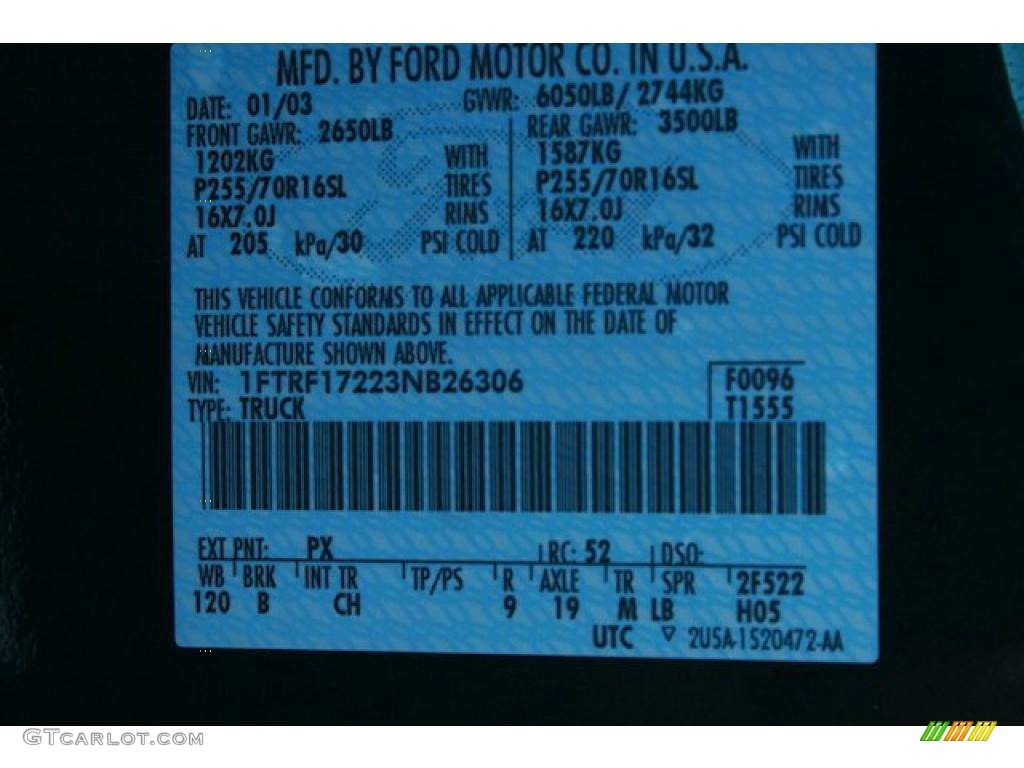 MFD. BY FORD MOTOR CO. IN U.S.A.
DATE: 01/03 GVWR: 6050LB/ 2744KG
FRONT GAWR: 2650LB REAR GAWR: 3500LB
1202KG WITH 1587KG WITH
P255/70R16SL TIRES P255/70R16SL TIRES
16X7.0J RIMS 16X7.0J RIMS
AT 205 kPa/30 PSI COLD AT 220 kPa/32 PSI COLD
THIS VEHICLE CONFORMS TO ALL APPLICABLE FEDERAL MOTOR
VEHICLE SAFETY STANDARDS IN EFFECT ON THE DATE OF
MANUFACTURE SHOWN ABOVE.
VIN: 1FTRF17223NB26306 F0096
TYPE: TRUCK T1555
EXT PNT: PX RC: 52 DSO:
WB BRK INT TR TP/PS R AXLE TR SPR 2F522
120 B CH 9 19 M LB H05
UTC ▽ 2USA-1520472-AA
GTCARLOT.COM